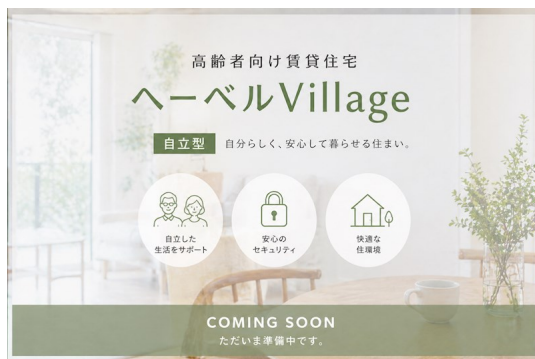 高齢者向け賃貸住宅
ヘーベルVillage
自立型 自分らしく、安心して暮らせる住まい。
自立した
生活をサポート
安心の
セキュリティ
快適な
住環境
COMING SOON
ただいま準備中です。